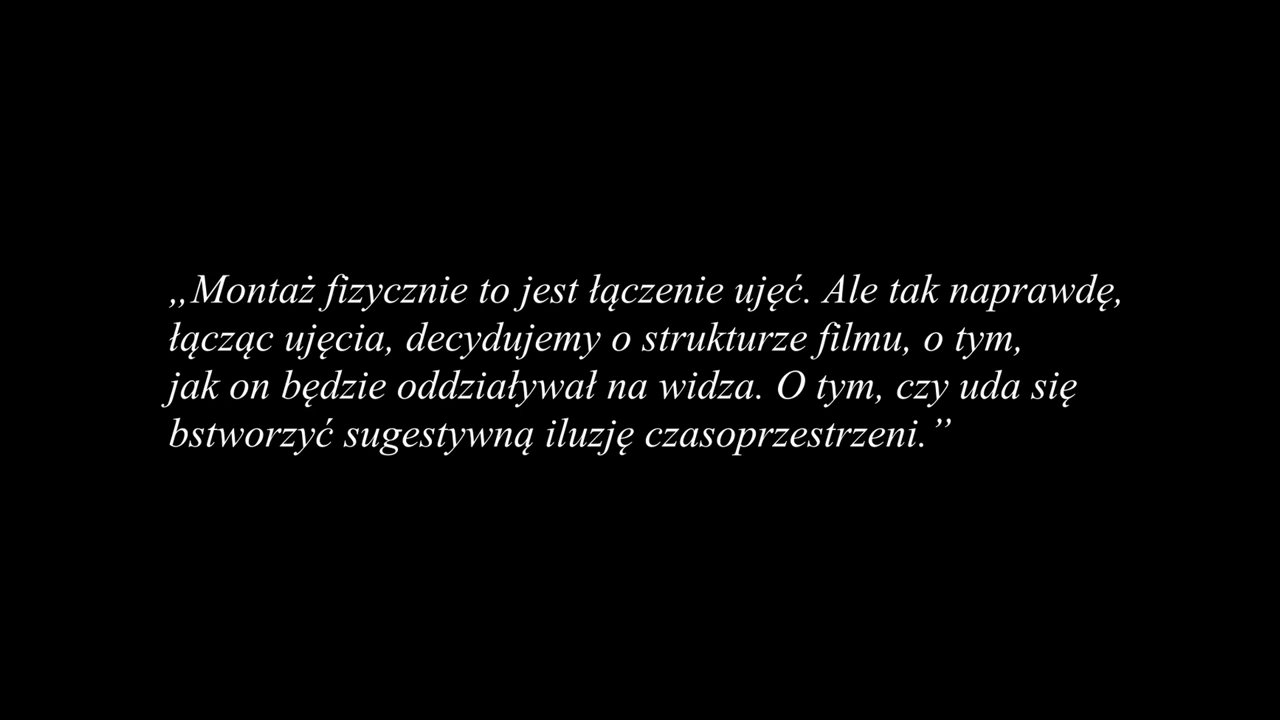 „Montaż fizycznie to jest łączenie ujęć. Ale tak naprawdę,
łącząc ujęcia, decydujemy o strukturze filmu, o tym,
jak on będzie oddziaływał na widza. O tym, czy uda się
bstworzyć sugestywną iluzję czasoprzestrzeni.”